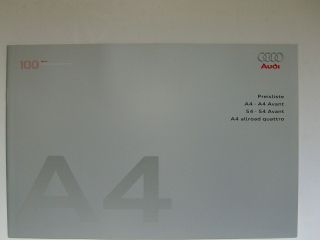 100
Audi
Preisliste
A4 · A4 Avant
S4 · S4 Avant
A4 allroad quattro
A4